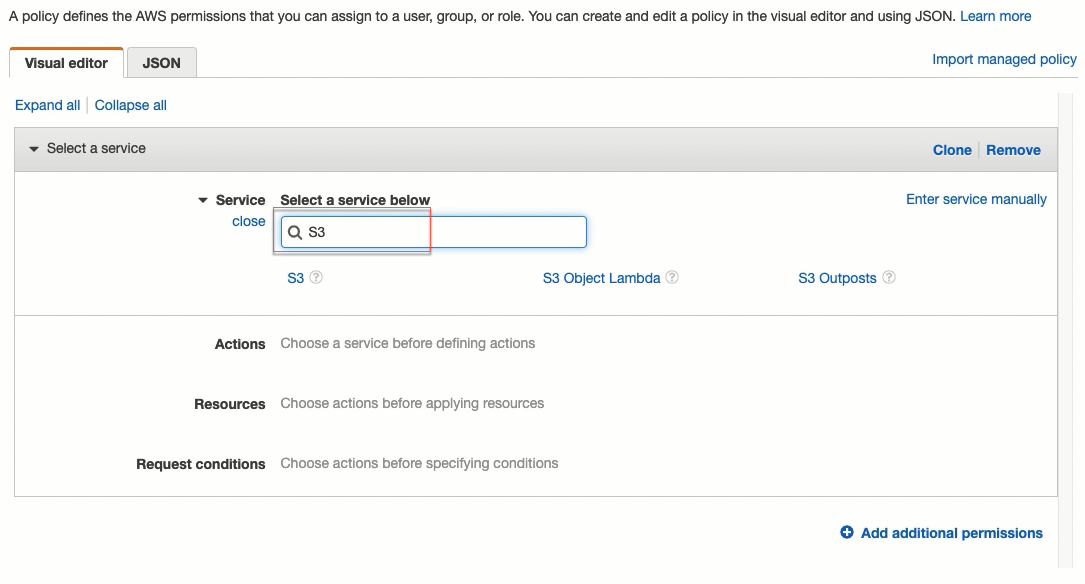 A policy defines the AWS permissions that you can assign to a user, group, or role. You can create and edit a policy in the visual editor and using JSON. Learn more
Visual editor JSON Import managed policy
Expand all Collapse all
Select a service Clone Remove
Service Select a service below Enter service manually
close
S3
S3 ? S3 Object Lambda ? S3 Outposts ?
Actions Choose a service before defining actions
Resources Choose actions before applying resources
Request conditions Choose actions before specifying conditions
Add additional permissions